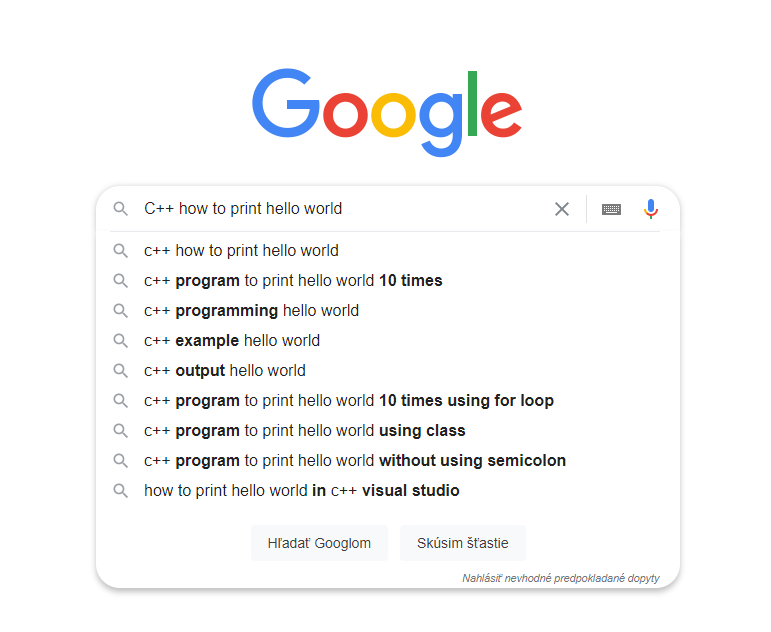 Google
C++ how to print hello world
c++ how to print hello world
c++ program to print hello world 10 times
c++ programming hello world
c++ example hello world
c++ output hello world
c++ program to print hello world 10 times using for loop
c++ program to print hello world using class
c++ program to print hello world without using semicolon
how to print hello world in c++ visual studio
Hľadať Googlom Skúsim šťastie
Nahlásiť nevhodné predpokladané dopyty